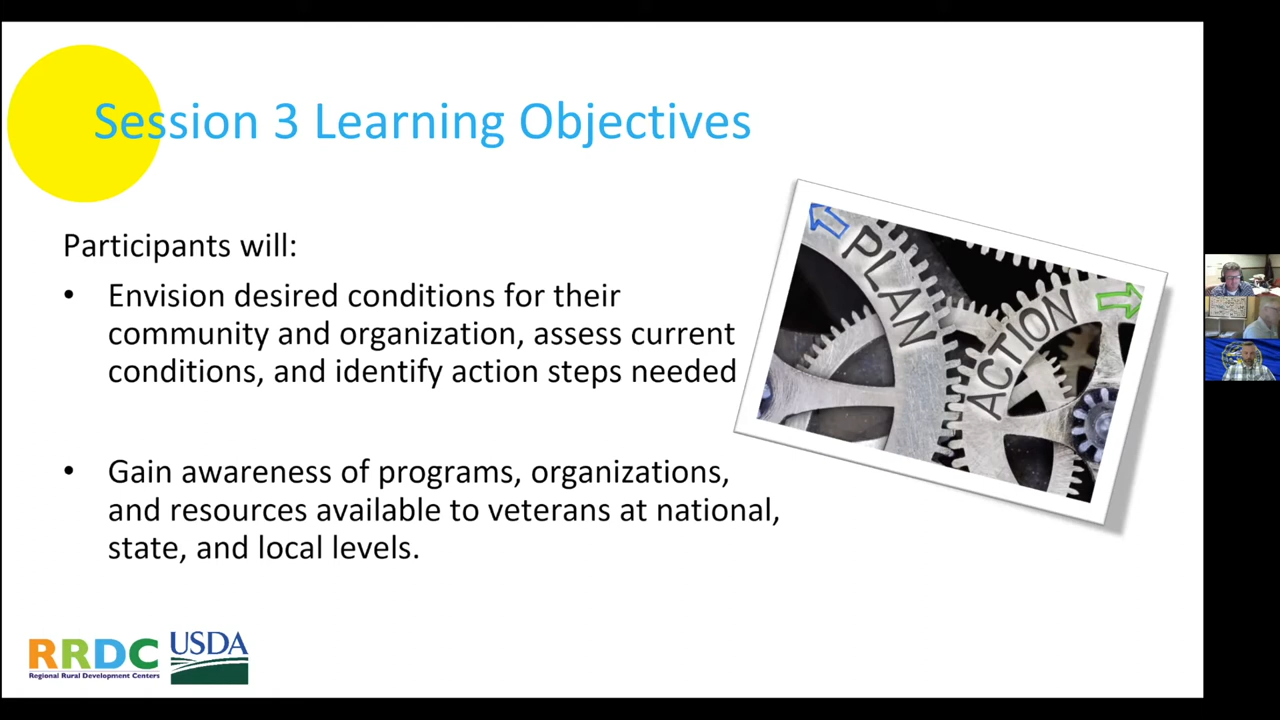 Session 3 Learning Objectives
Participants will:
• Envision desired conditions for their
community and organization, assess current
conditions, and identify action steps needed
• Gain awareness of programs, organizations,
and resources available to veterans at national,
state, and local levels.
PLAN
ACTION
RRDC
Regional Rural Development Centers
USDA